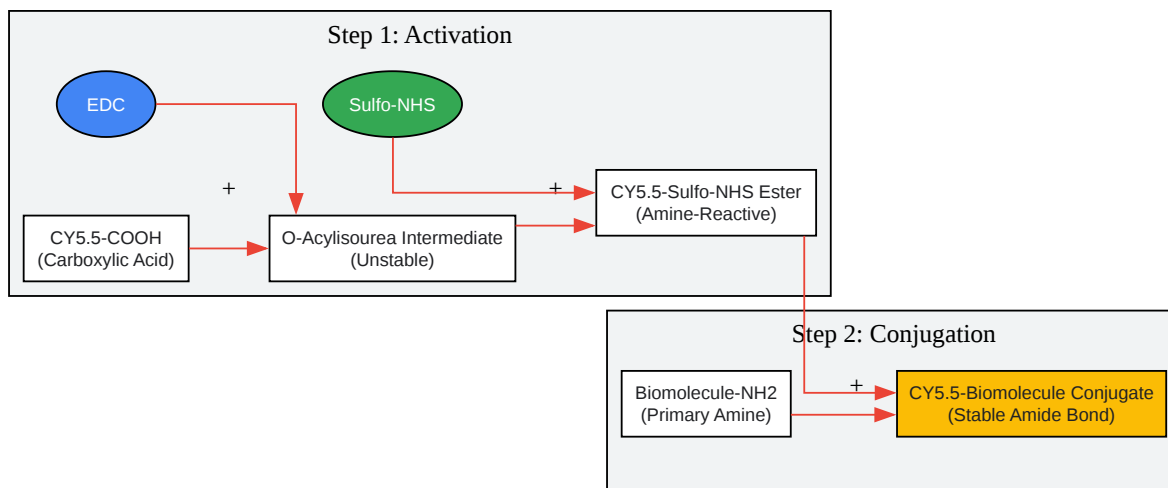 Step 1: Activation
EDC
Sulfo-NHS
+
+
CY5.5-Sulfo-NHS Ester
(Amine-Reactive)
CY5.5-COOH
(Carboxylic Acid)
O-Acylisourea Intermediate
(Unstable)
Step 2: Conjugation
Biomolecule-NH2
(Primary Amine)
+
CY5.5-Biomolecule Conjugate
(Stable Amide Bond)